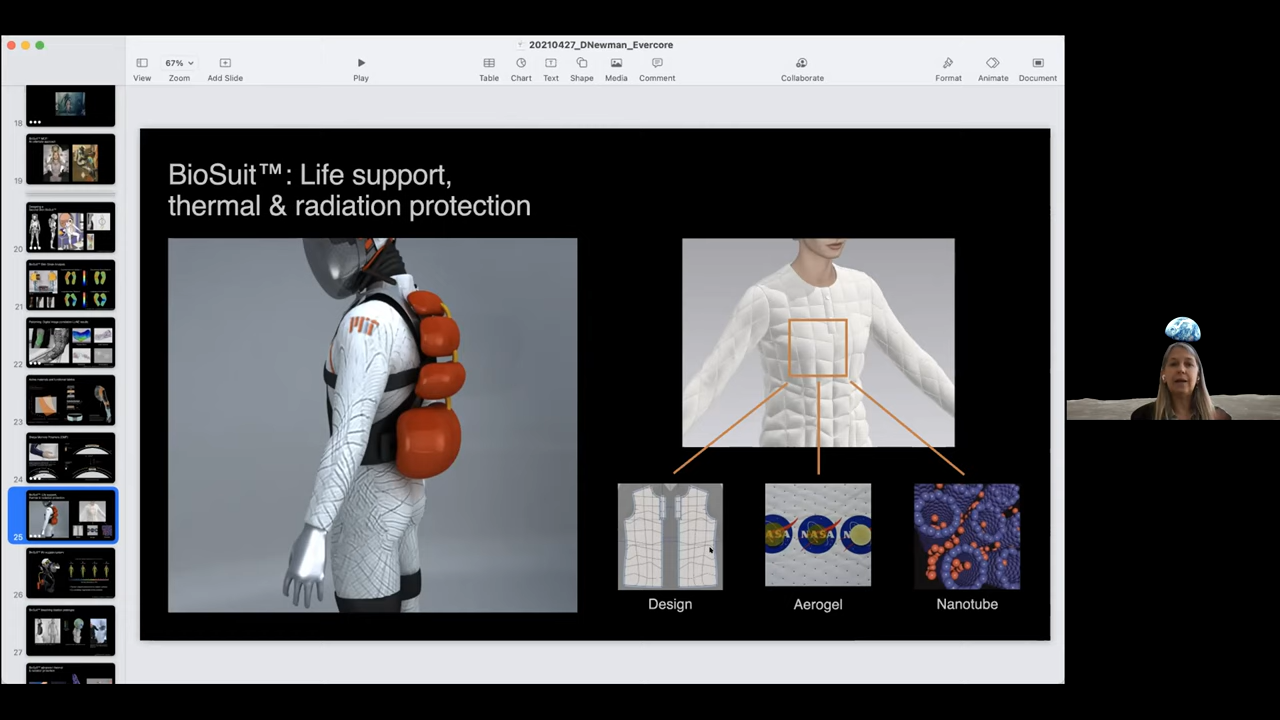 20210427_DNewman_Evercore
67%
View
Zoom
Add Slide
Play
Table
Chart
Text
Shape
Media
Comment
Collaborate
Format
Animate
Document
18
19
20
21
22
23
24
25
26
27
BioSuit™: Life support,
thermal & radiation protection
MIT
NASA
NASA
N
Design
Aerogel
Nanotube